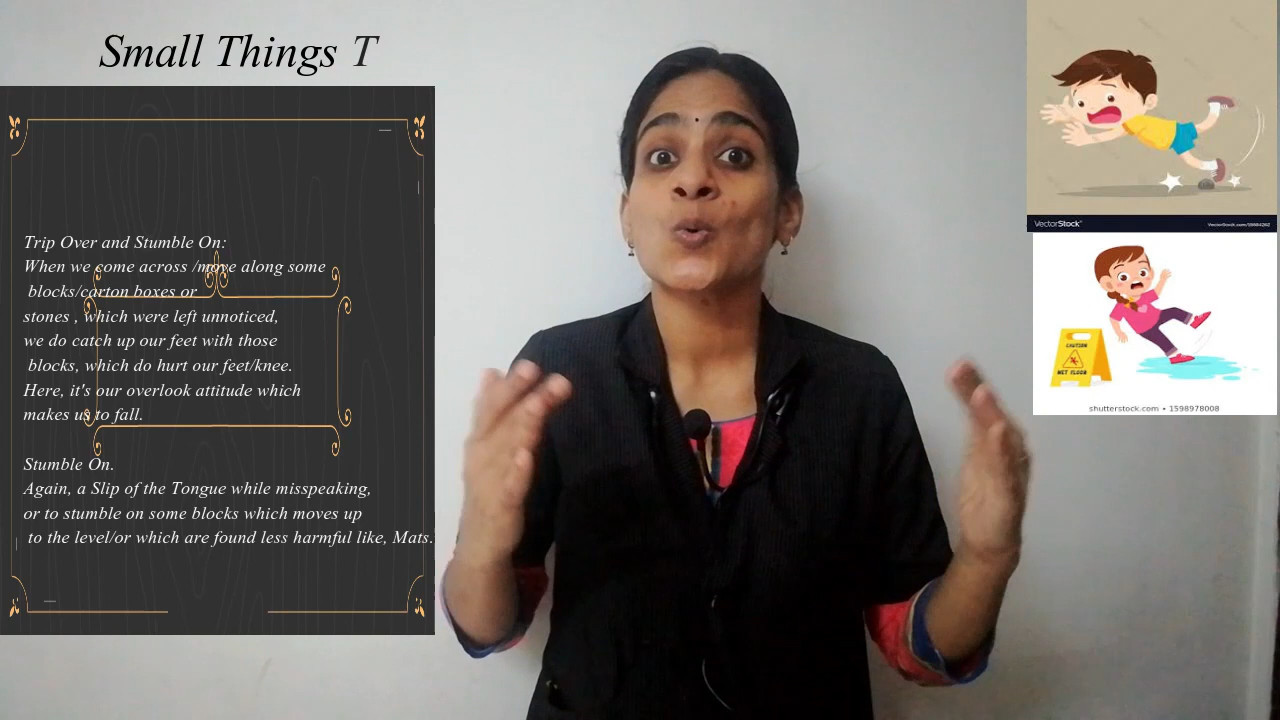 Small Things T
Trip Over and Stumble On:
When we come across /move along some
blocks/carton boxes or
stones , which were left unnoticed,
we do catch up our feet with those
blocks, which do hurt our feet/knee.
Here, it's our overlook attitude which
makes us to fall.
Stumble On.
Again, a Slip of the Tongue while misspeaking,
or to stumble on some blocks which moves up
to the level/or which are found less harmful like, Mats.
VectorStock®
CAUTION
WET FLOOR
shutterstock.com • 1598978008